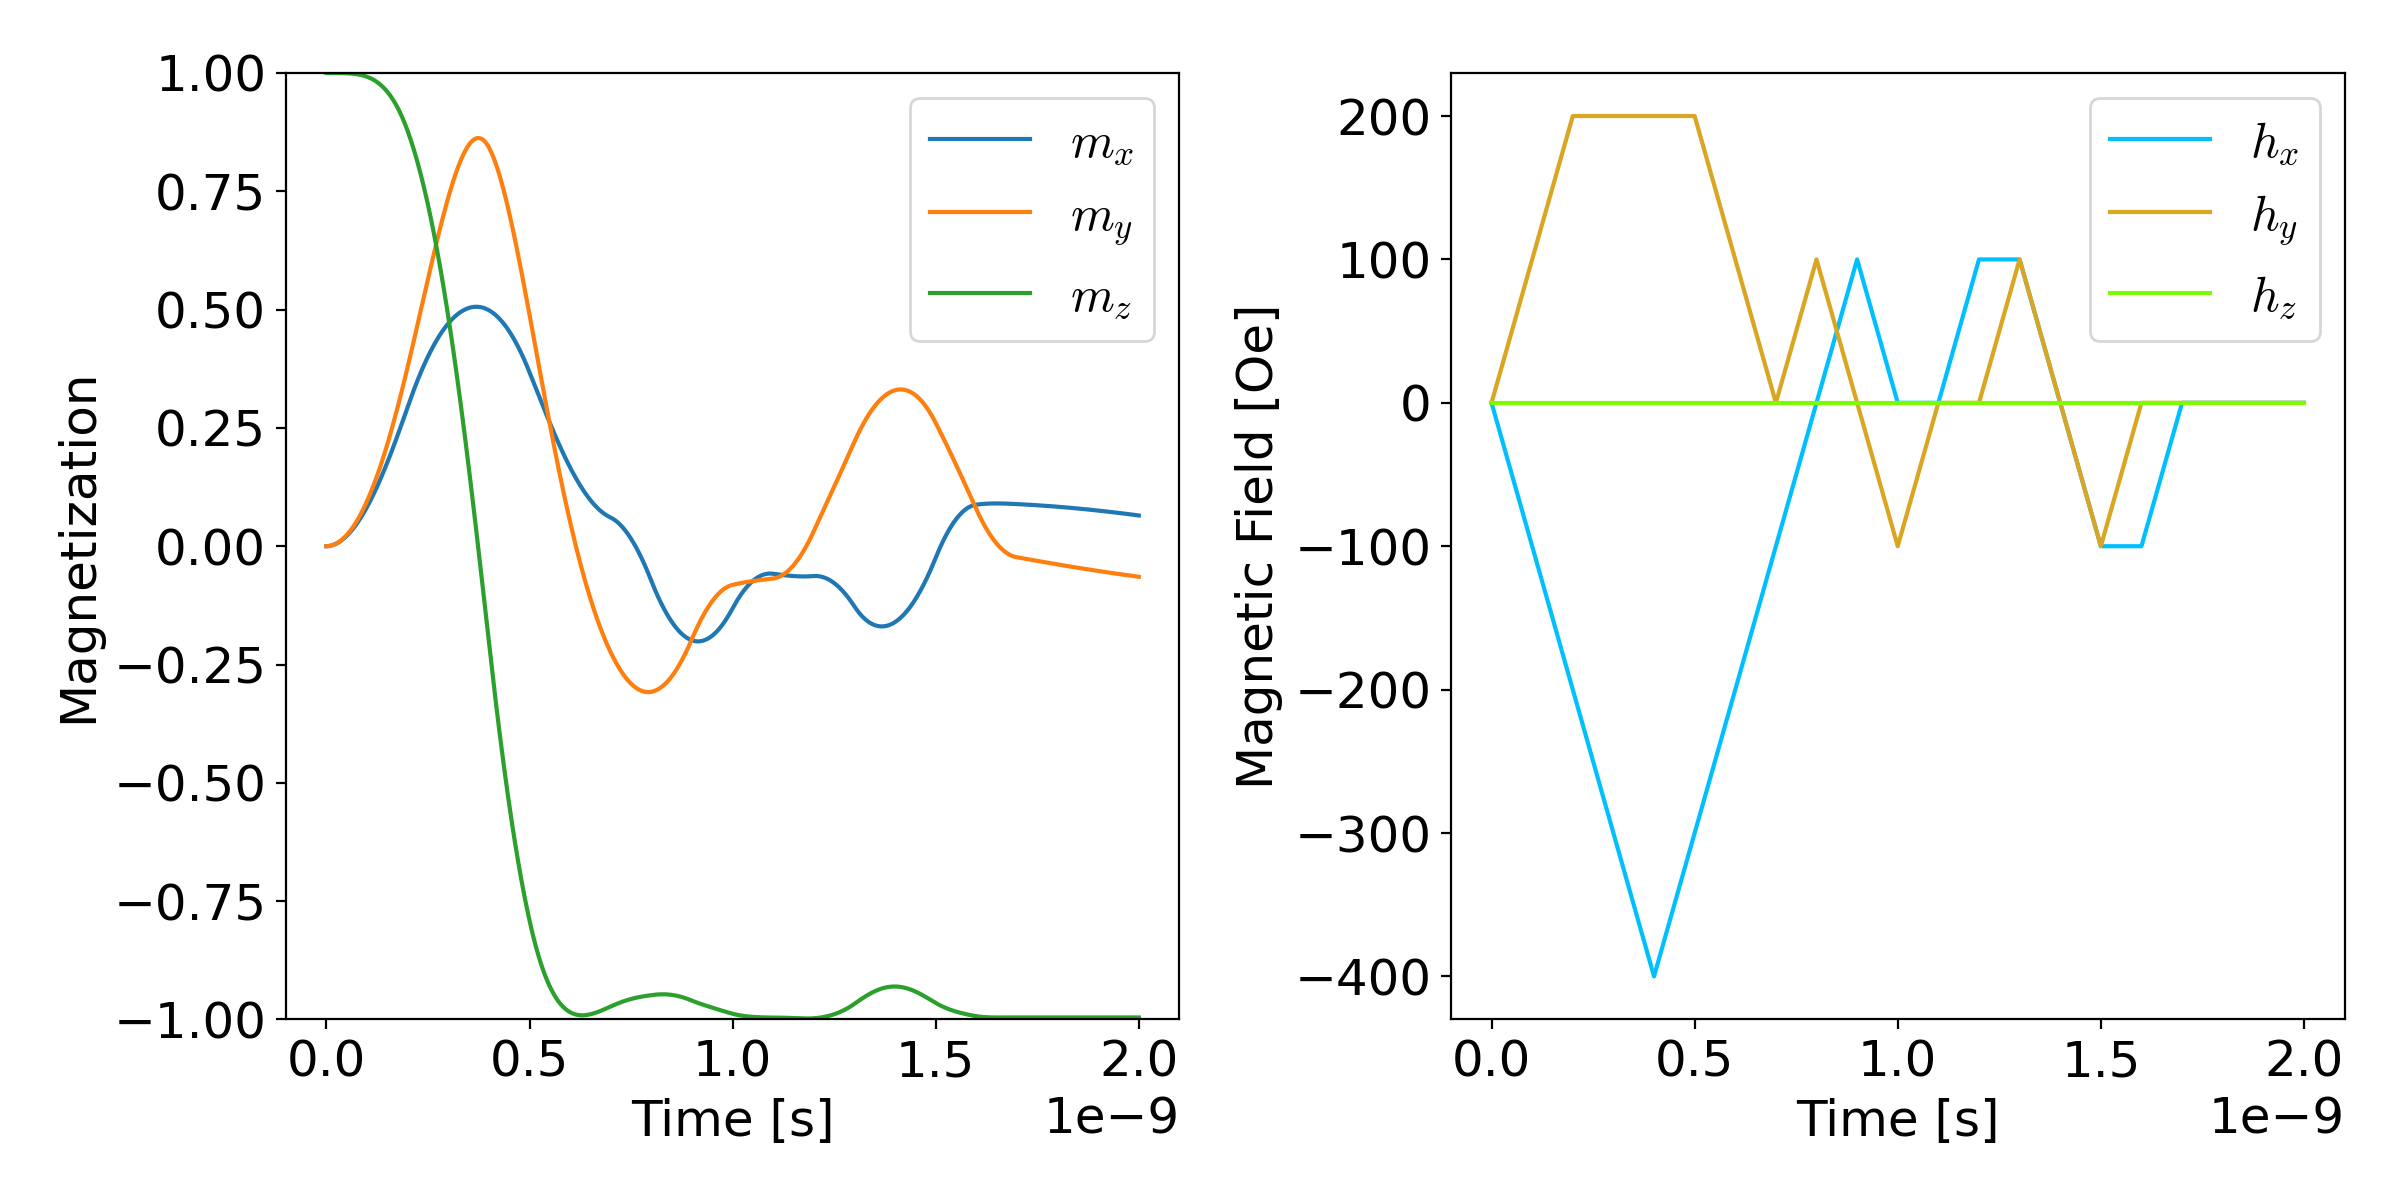 Magnetization
1.00
0.75
0.50
0.25
0.00
−0.25
−0.50
−0.75
−1.00
0.0 0.5 1.0 1.5 2.0
Time [s]
1e−9
m_x
m_y
m_z
Magnetic Field [Oe]
200
100
0
−100
−200
−300
−400
0.0 0.5 1.0 1.5 2.0
Time [s]
1e−9
h_x
h_y
h_z